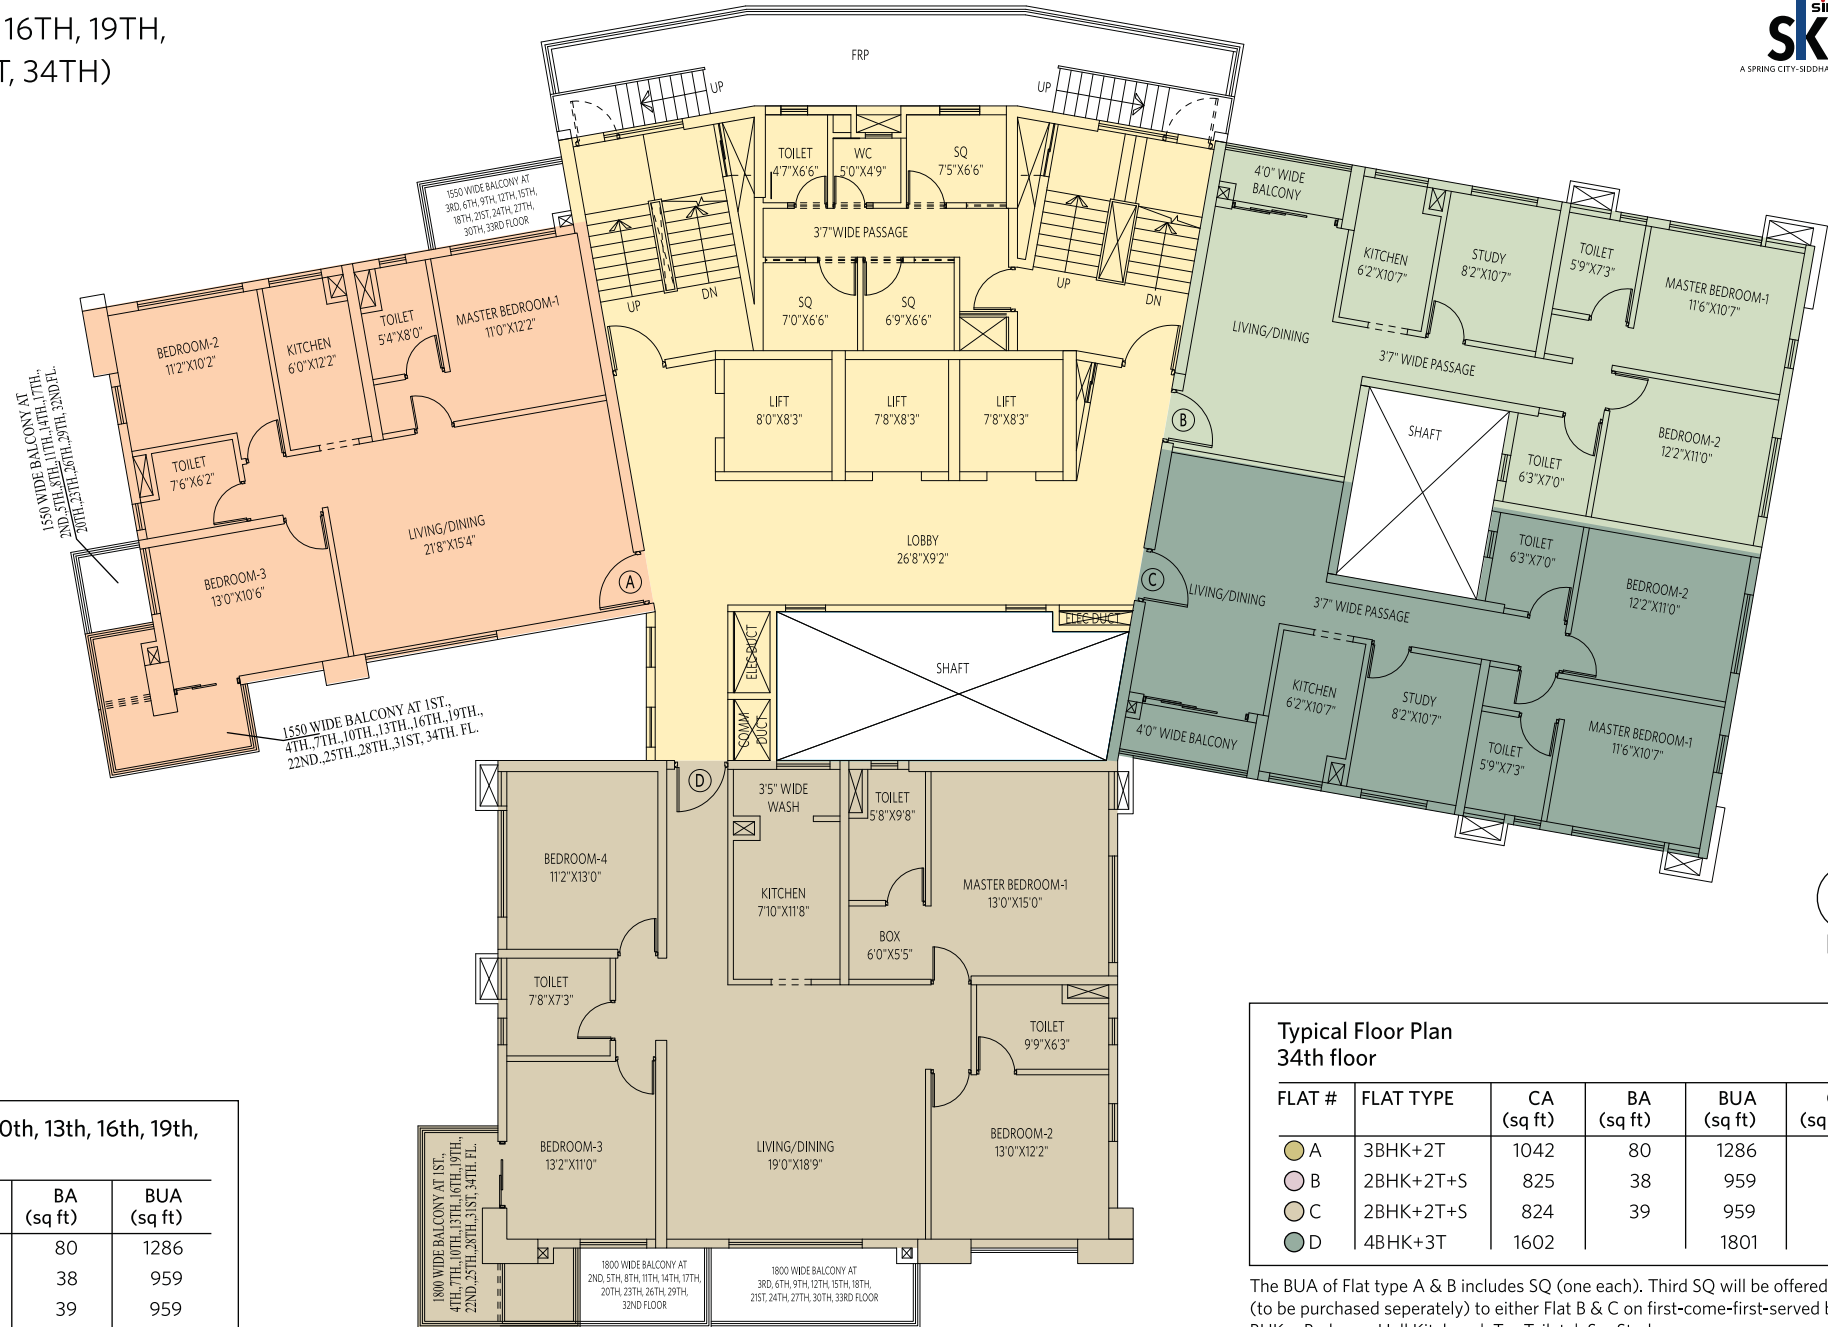 16TH, 19TH,
34TH)
sk
A SPRING CITY-SIDDHA
FRP
UP
UP
TOILET
4'7"X6'6"
WC
5'0"X4'9"
SQ
7'5"X6'6"
3'7"WIDE PASSAGE
SQ
7'0"X6'6"
SQ
6'9"X6'6"
UP
DN
UP
DN
LIFT
8'0"X8'3"
LIFT
7'8"X8'3"
LIFT
7'8"X8'3"
LOBBY
26'8"X9'2"
ELEC DUCT
COMM
DUCT
SHAFT
ELEC DUCT
1550 WIDE BALCONY AT
3RD, 6TH, 9TH, 12TH, 15TH,
18TH, 21ST, 24TH, 27TH,
30TH, 33RD FLOOR
BEDROOM-2
11'2"X10'2"
KITCHEN
6'0"X12'2"
TOILET
5'4"X8'0"
MASTER BEDROOM-1
11'0"X12'2"
TOILET
7'6"X6'2"
LIVING/DINING
21'8"X15'4"
BEDROOM-3
13'0"X10'6"
A
1550 WIDE BALCONY AT
2ND.,5TH.,8TH.,11TH.,14TH.,17TH.,
20TH.,23TH.,26TH.,29TH.,32ND.FL.
1550 WIDE BALCONY AT 1ST.,
4TH.,7TH.,10TH.,13TH.,16TH.,19TH.,
22ND.,25TH.,28TH.,31ST, 34TH. FL.
4'0" WIDE
BALCONY
KITCHEN
6'2"X10'7"
STUDY
8'2"X10'7"
TOILET
5'9"X7'3"
MASTER BEDROOM-1
11'6"X10'7"
LIVING/DINING
3'7" WIDE PASSAGE
B
SHAFT
TOILET
6'3"X7'0"
BEDROOM-2
12'2"X11'0"
C
LIVING/DINING
3'7" WIDE PASSAGE
TOILET
6'3"X7'0"
BEDROOM-2
12'2"X11'0"
KITCHEN
6'2"X10'7"
STUDY
8'2"X10'7"
4'0" WIDE BALCONY
TOILET
5'9"X7'3"
MASTER BEDROOM-1
11'6"X10'7"
D
3'5" WIDE
WASH
TOILET
5'8"X9'8"
BEDROOM-4
11'2"X13'0"
KITCHEN
7'10"X11'8"
MASTER BEDROOM-1
13'0"X15'0"
BOX
6'0"X5'5"
TOILET
7'8"X7'3"
TOILET
9'9"X6'3"
BEDROOM-3
13'2"X11'0"
LIVING/DINING
19'0"X18'9"
BEDROOM-2
13'0"X12'2"
1800 WIDE BALCONY AT 1ST.,
4TH.,7TH.,10TH.,13TH.,16TH.,19TH.,
22ND.,25TH.,28TH.,31ST, 34TH. FL.
1800 WIDE BALCONY AT
2ND, 5TH, 8TH, 11TH, 14TH, 17TH,
20TH, 23TH, 26TH, 29TH,
32ND FLOOR
1800 WIDE BALCONY AT
3RD, 6TH, 9TH, 12TH, 15TH, 18TH,
21ST, 24TH, 27TH, 30TH, 33RD FLOOR
0th, 13th, 16th, 19th,
BA BUA
(sq ft) (sq ft)
80 1286
38 959
39 959
Typical Floor Plan
34th floor
FLAT # FLAT TYPE CA BA BUA
(sq ft) (sq ft) (sq ft) (sq
A 3BHK+2T 1042 80 1286
B 2BHK+2T+S 825 38 959
C 2BHK+2T+S 824 39 959
D 4BHK+3T 1602 1801
The BUA of Flat type A & B includes SQ (one each). Third SQ will be offered
(to be purchased seperately) to either Flat B & C on first-come-first-served